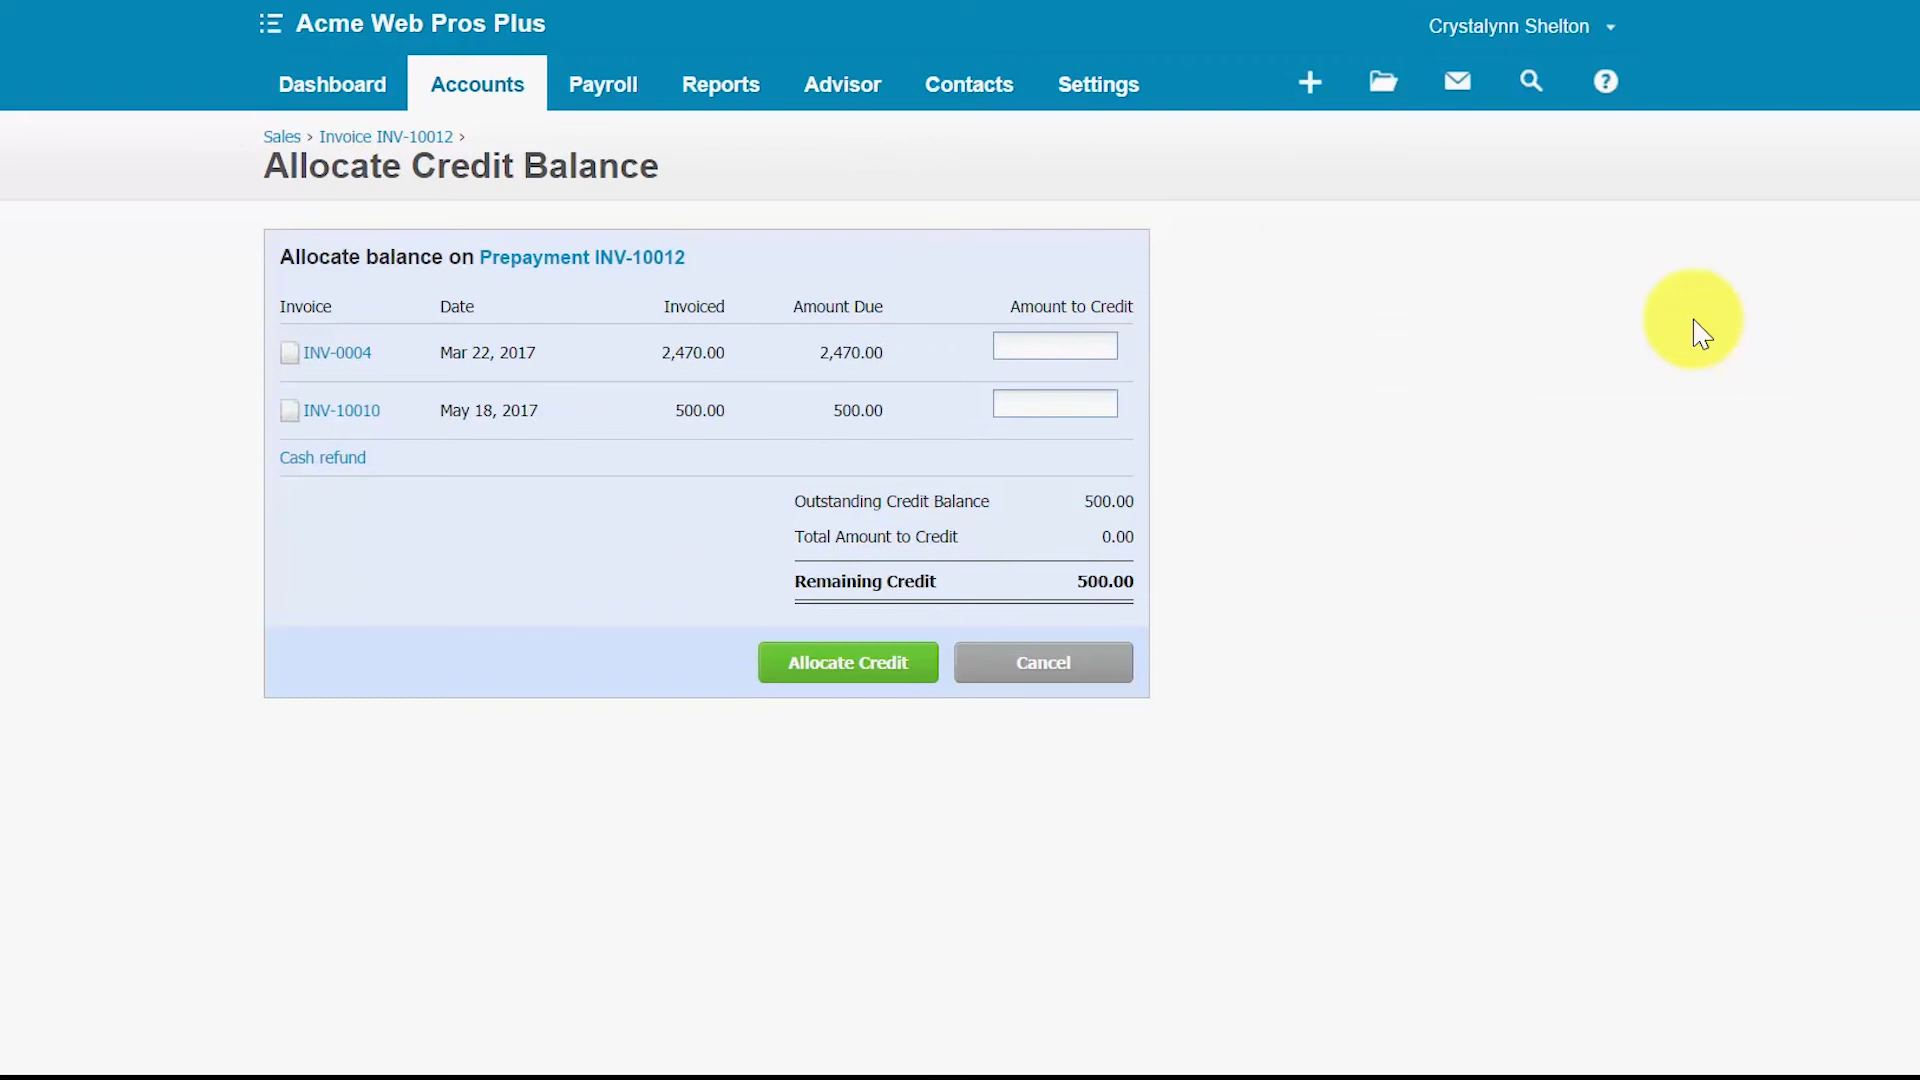 Acme Web Pros Plus
Crystalynn Shelton
Dashboard Accounts Payroll Reports Advisor Contacts Settings
Sales › Invoice INV-10012 ›
Allocate Credit Balance
Allocate balance on Prepayment INV-10012
Invoice Date Invoiced Amount Due Amount to Credit
INV-0004 Mar 22, 2017 2,470.00 2,470.00
INV-10010 May 18, 2017 500.00 500.00
Cash refund
Outstanding Credit Balance 500.00
Total Amount to Credit 0.00
Remaining Credit 500.00
Allocate Credit Cancel